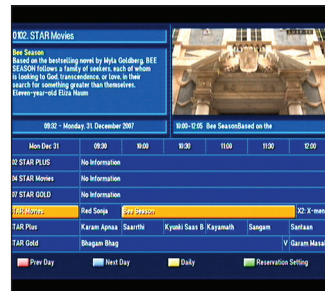 0102. STAR Movies
Bee Season
Based on the bestselling novel by Myla Goldberg, BEE
SEASON follows a family of seekers, each of whom
is looking to God, transcendence, or love, in their
search for something greater than themselves.
Eleven-year-old Eliza Naum
09:32 - Monday, 31. December 2007
10:00-12:05 Bee SeasonBased on the
Mon Dec 31 09:30 10:00 10:30 11:00 11:30 12:00
02 STAR PLUS No Information
04 STAR Movies No Information
07 STAR GOLD No Information
TAR Movies Red Sonja Bee Season X2: X-men
TAR Plus Karam Apnaa Saarrthi Kyunki Saas B Kayamath Sangam Santaan
TAR Gold Bhagam Bhag V Garam Masal
Prev Day Next Day Daily Reservation Setting